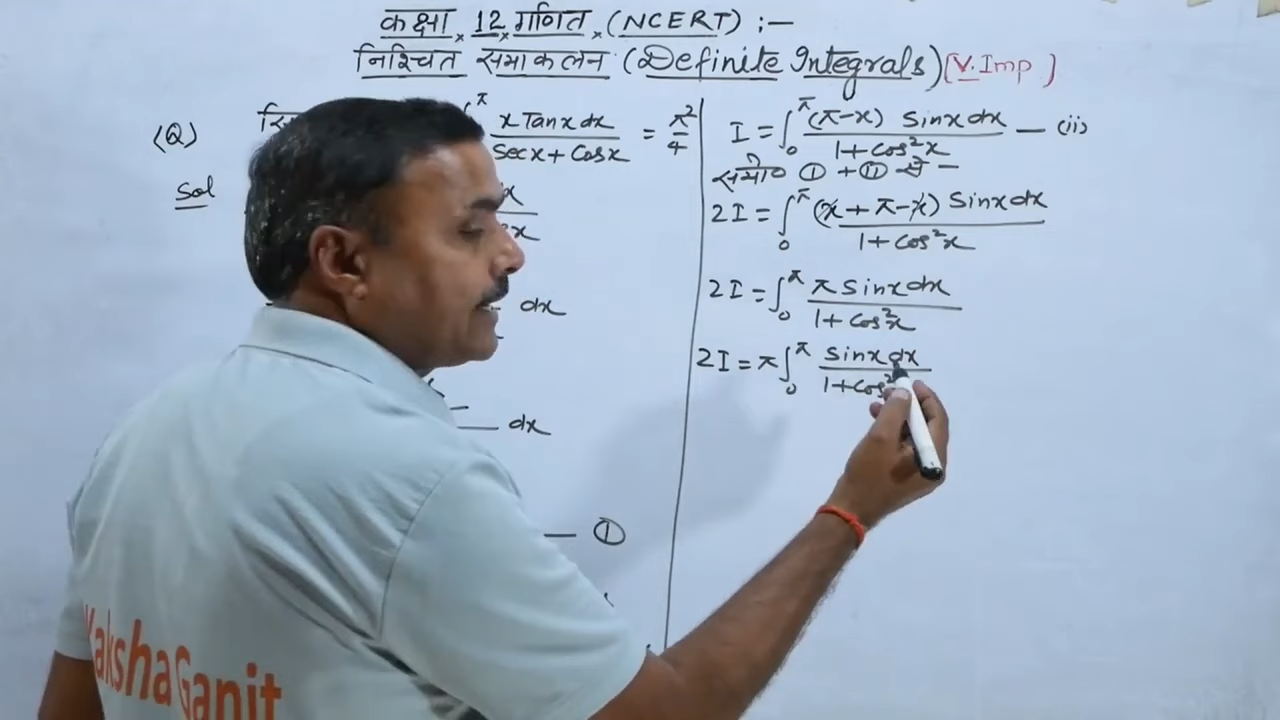 कक्षा × 12 × गणित × (NCERT) :—
निश्चित समाकलन (Definite Integrals) [V. Imp ]
(Q) π x Tanx dx / Secx + Cosx = π²/4
Sol
dx
dx
— ①
I = ∫₀^π (π-x) Sinx dx / 1+Cos²x — (ii)
समी० ① + ⑪ से —
2I = ∫₀^π (x + π - x) Sinx dx / 1+Cos²x
2I = ∫₀^π π Sinx dx / 1+Cos²x
2I = π ∫₀^π Sinx dx / 1+Cos²
KakshaGanit